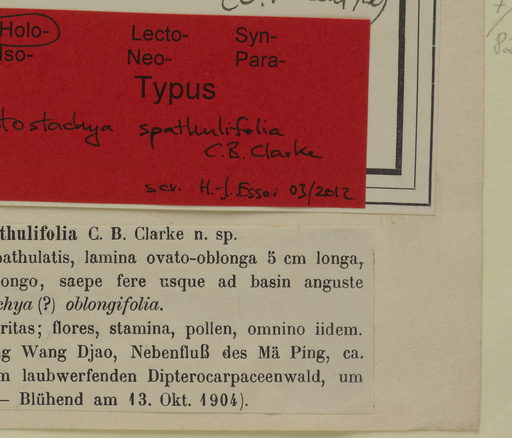 Holo- Lecto- Syn-
Iso- Neo- Para-
Typus
tostachya spathulifolia
C.B. Clarke
scr. H.-J. Esser 03/2012
thulifolia C. B. Clarke n. sp.
pathulatis, lamina ovato-oblonga 5 cm longa,
ongo, saepe fere usque ad basin anguste
chya (?) oblongifolia.
ritas; flores, stamina, pollen, omnino iidem.
g Wang Djao, Nebenfluß des Mä Ping, ca.
m laubwerfenden Dipterocarpaceenwald, um
— Blühend am 13. Okt. 1904).